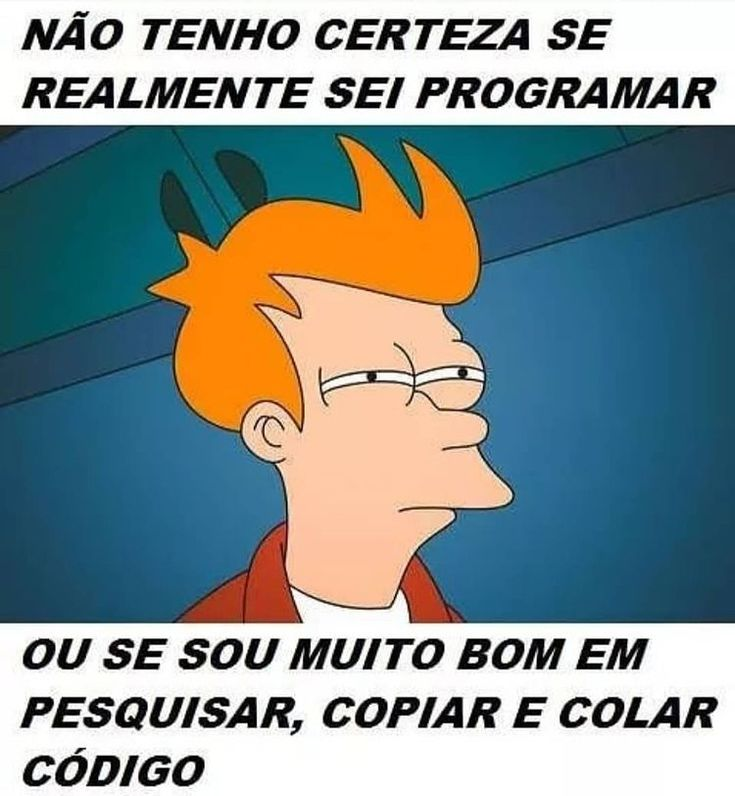 NÃO TENHO CERTEZA SE
REALMENTE SEI PROGRAMAR
OU SE SOU MUITO BOM EM
PESQUISAR, COPIAR E COLAR
CÓDIGO